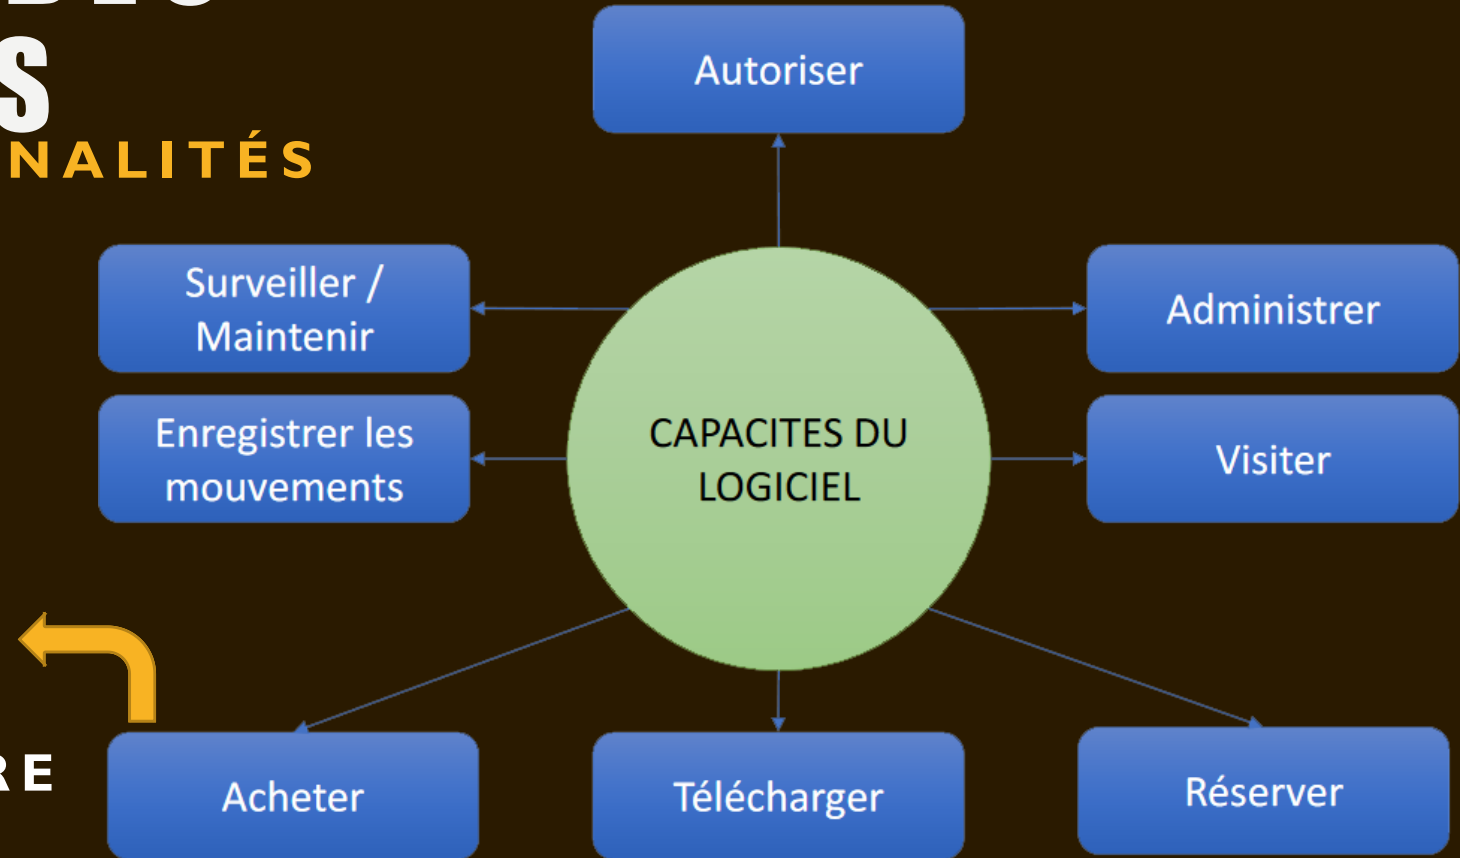 S
NALITÉS
Autoriser
Surveiller /
Maintenir
Administrer
Enregistrer les
mouvements
CAPACITES DU
LOGICIEL
Visiter
RE
Acheter
Télécharger
Réserver